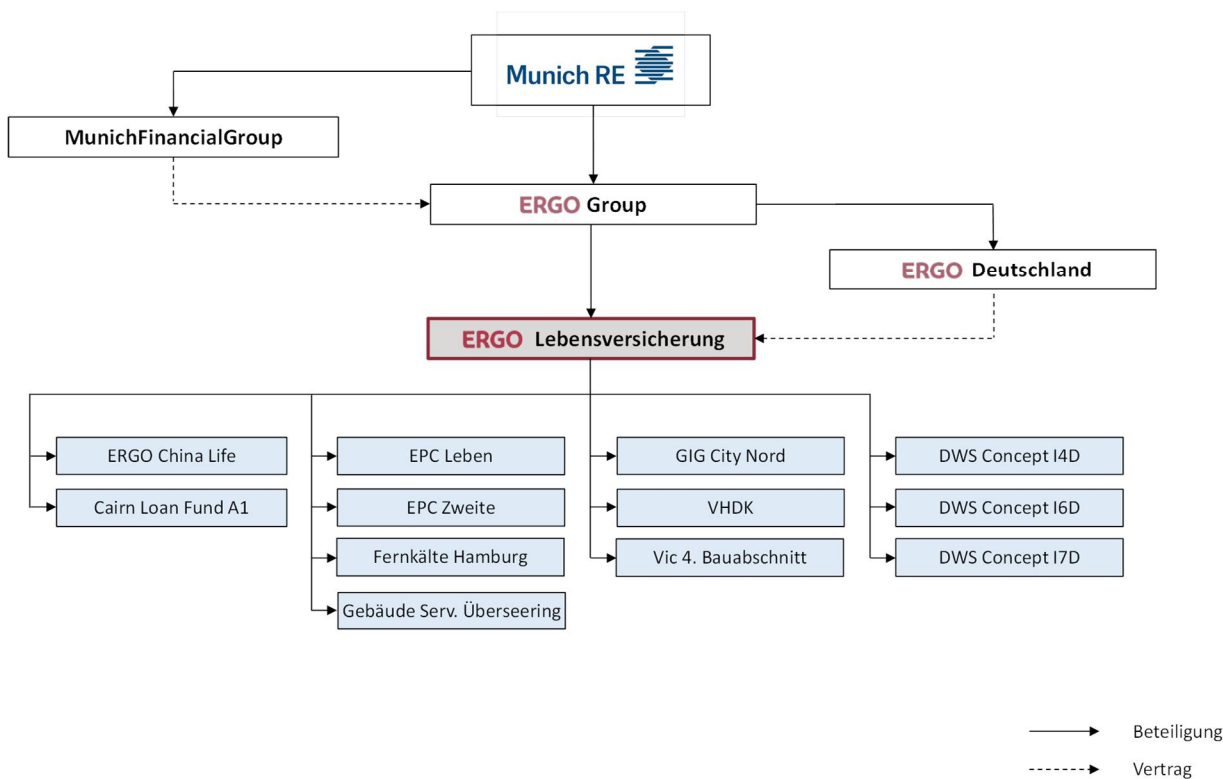 Munich RE
MunichFinancialGroup
ERGO Group
ERGO Deutschland
ERGO Lebensversicherung
ERGO China Life
EPC Leben
GIG City Nord
DWS Concept I4D
Cairn Loan Fund A1
EPC Zweite
VHDK
DWS Concept I6D
Fernkälte Hamburg
Vic 4. Bauabschnitt
DWS Concept I7D
Gebäude Serv. Überseering
Beteiligung
Vertrag